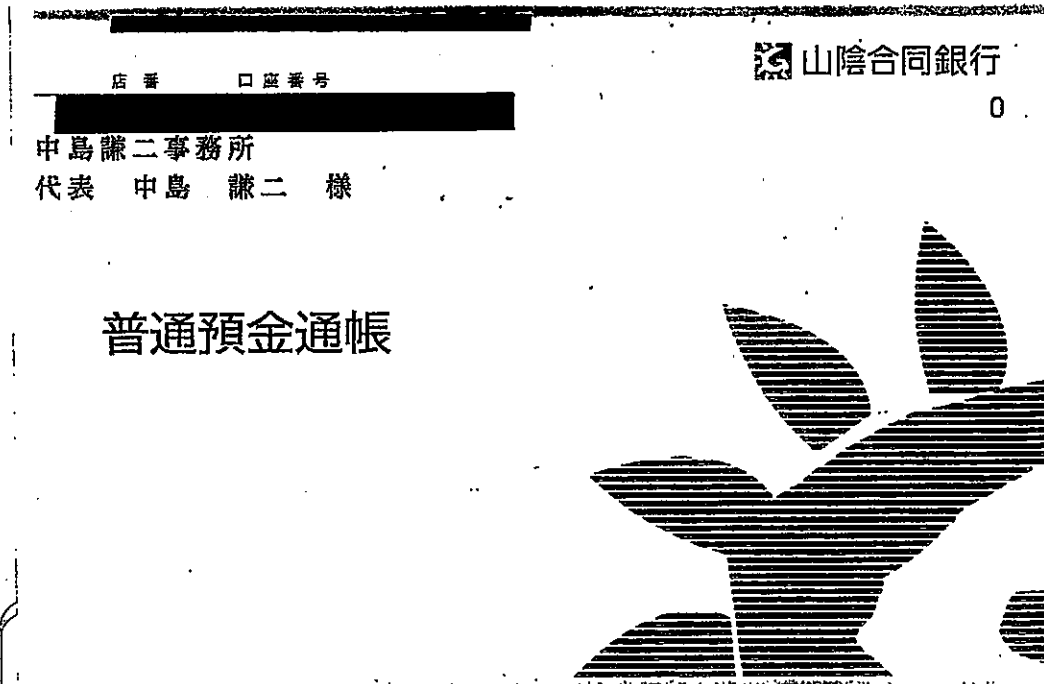 山陰合同銀行
0
店番 口座番号
中島謙二事務所
代表 中島 謙二 様
普通預金通帳